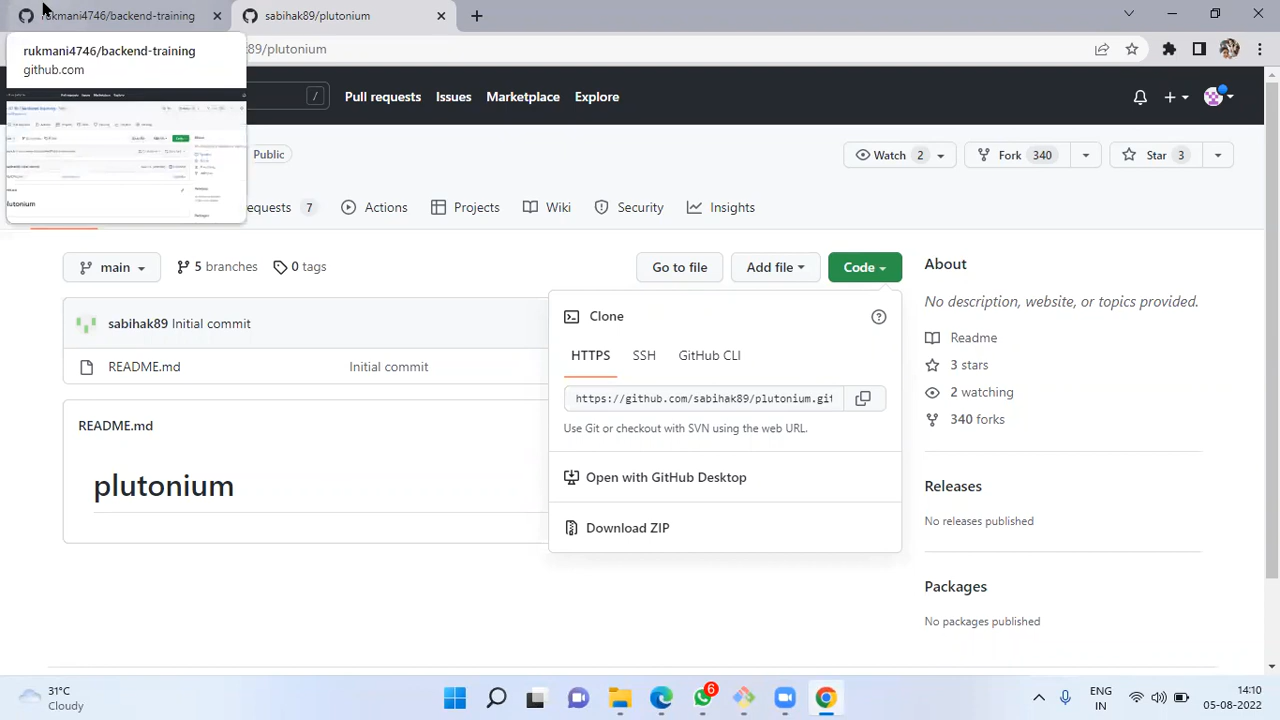 rukmani4746/backend-training
sabihak89/plutonium
89/plutonium
rukmani4746/backend-training
github.com
/
Pull requests Issues Marketplace Explore
Public
Watch 2
Fork 340
Star 3
equests 7
Actions
Projects
Wiki
Security
Insights
main
5 branches
0 tags
Go to file
Add file
Code
sabihak89 Initial commit
README.md Initial commit
README.md
plutonium
Clone
HTTPS SSH GitHub CLI
https://github.com/sabihak89/plutonium.git
Use Git or checkout with SVN using the web URL.
Open with GitHub Desktop
Download ZIP
About
No description, website, or topics provided.
Readme
3 stars
2 watching
340 forks
Releases
No releases published
Packages
No packages published
31°C
Cloudy
6
ENG
IN
14:10
05-08-2022